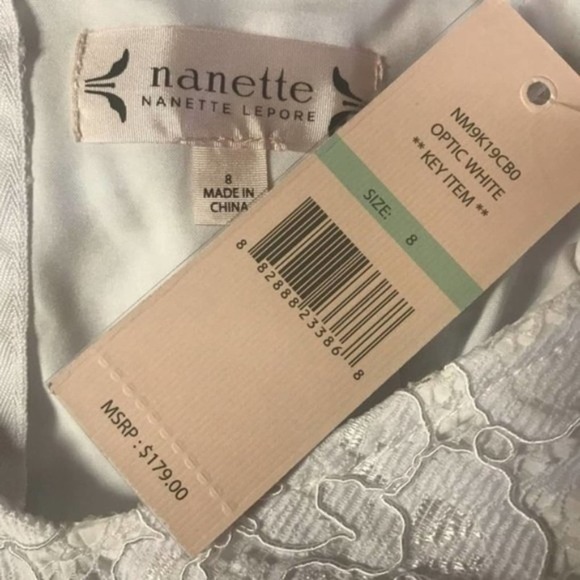 nanette
NANETTE LEPORE
8
MADE IN
CHINA
NM9K19CB0
OPTIC WHITE
** KEY ITEM **
SIZE: 8
8 82888 23386 8
MSRP : $179.00